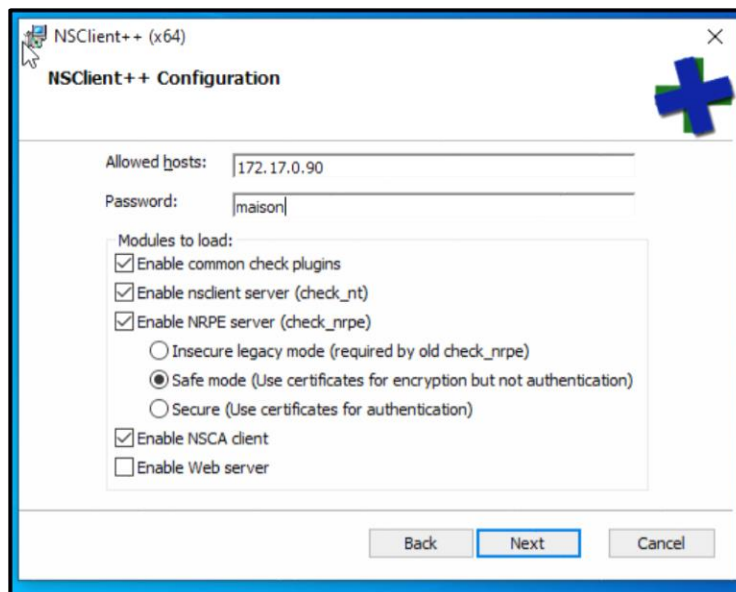 NSClient++ (x64)
NSClient++ Configuration
Allowed hosts: 172.17.0.90
Password: maison
Modules to load:
Enable common check plugins
Enable nsclient server (check_nt)
Enable NRPE server (check_nrpe)
Insecure legacy mode (required by old check_nrpe)
Safe mode (Use certificates for encryption but not authentication)
Secure (Use certificates for authentication)
Enable NSCA client
Enable Web server
Back Next Cancel